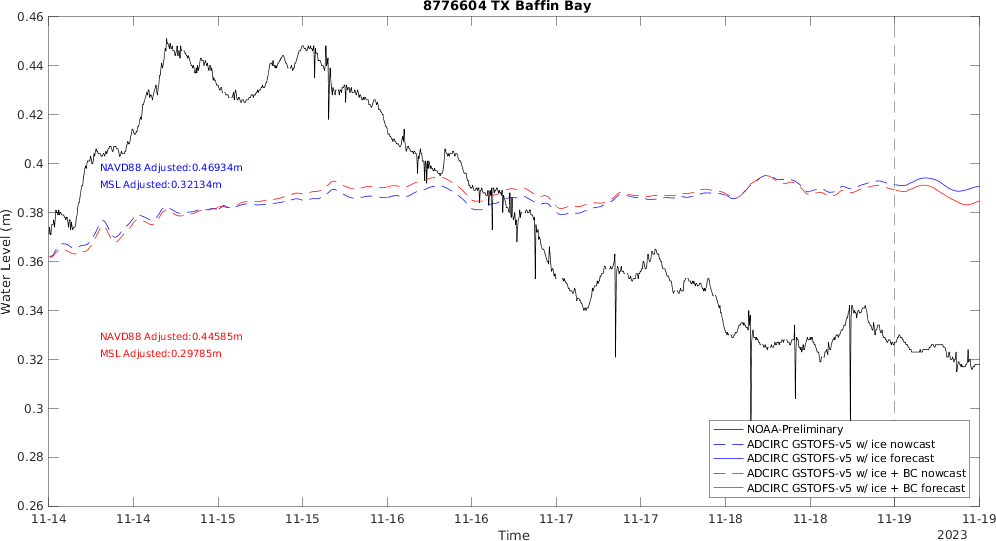 8776604 TX Baffin Bay
0.46
0.44
0.42
0.4
0.38
0.36
0.34
0.32
0.3
0.28
0.26
Water Level (m)
NAVD88 Adjusted:0.46934m
MSL Adjusted:0.32134m
NAVD88 Adjusted:0.44585m
MSL Adjusted:0.29785m
NOAA-Preliminary
ADCIRC GSTOFS-v5 w/ ice nowcast
ADCIRC GSTOFS-v5 w/ ice forecast
ADCIRC GSTOFS-v5 w/ ice + BC nowcast
ADCIRC GSTOFS-v5 w/ ice + BC forecast
11-14 11-14 11-15 11-15 11-16 11-16 11-17 11-17 11-18 11-18 11-19 11-19
Time
2023